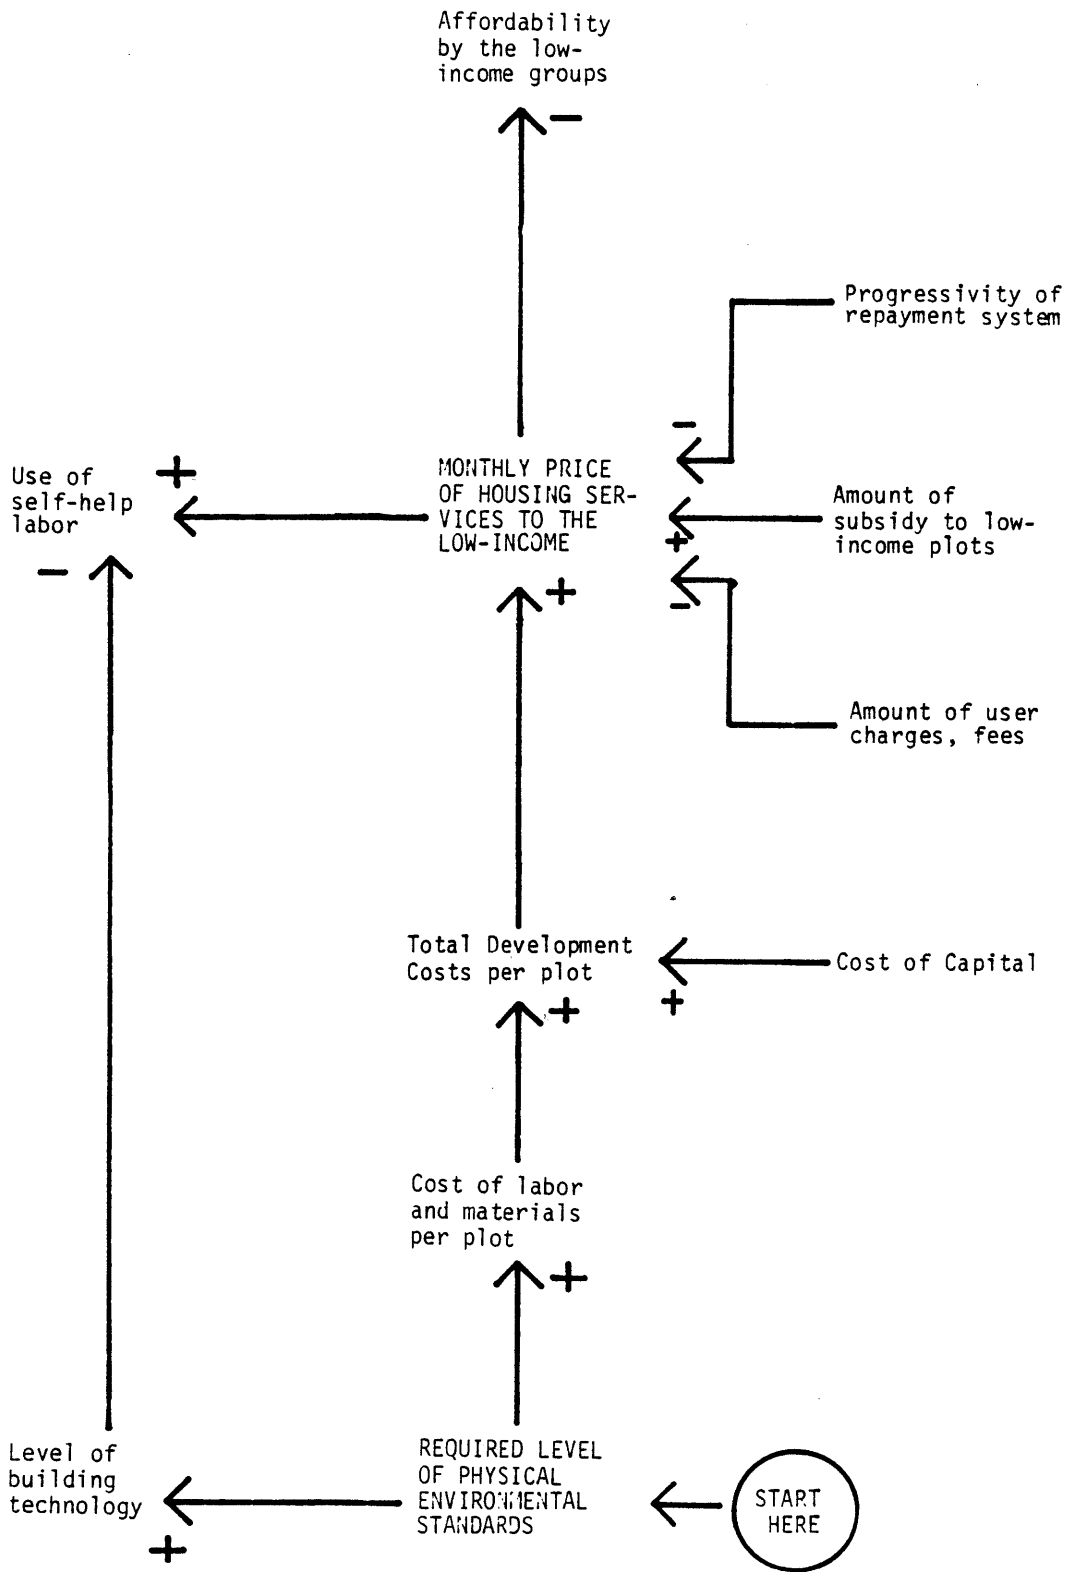 Affordability
by the low-
income groups
−
Progressivity of
repayment system
−
Use of
self-help
labor
+
−
MONTHLY PRICE
OF HOUSING SER-
VICES TO THE
LOW-INCOME
+
Amount of
subsidy to low-
income plots
+
−
Amount of user
charges, fees
Total Development
Costs per plot
+
Cost of Capital
+
Cost of labor
and materials
per plot
+
Level of
building
technology
+
REQUIRED LEVEL
OF PHYSICAL
ENVIRONMENTAL
STANDARDS
START
HERE